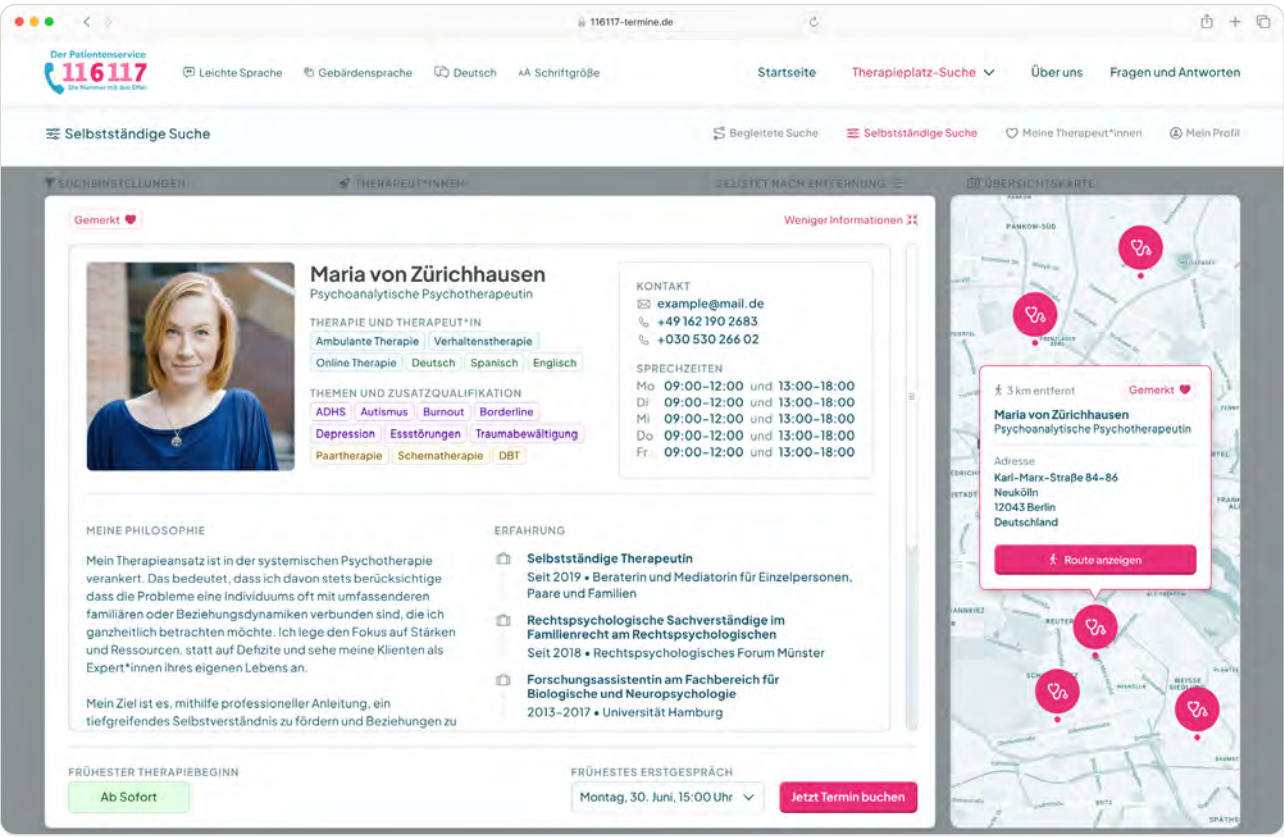 116117-termine.de
Der Patientenservice
116117
Die Nummer mit den Elfen
Leichte Sprache
Gebärdensprache
Deutsch
AA Schriftgröße
Startseite
Therapieplatz-Suche
Über uns
Fragen und Antworten
Selbstständige Suche
Begleitete Suche
Selbstständige Suche
Meine Therapeut*innen
Mein Profil
SUCHEINSTELLUNGEN
THERAPEUT*INNEN
GELISTET NACH ENTFERNUNG
ÜBERSICHTSKARTE
Gemerkt
Weniger Informationen
Maria von Zürichhausen
Psychoanalytische Psychotherapeutin
THERAPIE UND THERAPEUT*IN
Ambulante Therapie Verhaltenstherapie
Online Therapie Deutsch Spanisch Englisch
THEMEN UND ZUSATZQUALIFIKATION
ADHS Autismus Burnout Borderline
Depression Essstörungen Traumabewältigung
Paartherapie Schematherapie DBT
KONTAKT
example@mail.de
+49 162 190 2683
+030 530 266 02
SPRECHZEITEN
Mo 09:00–12:00 und 13:00–18:00
Di 09:00–12:00 und 13:00–18:00
Mi 09:00–12:00 und 13:00–18:00
Do 09:00–12:00 und 13:00–18:00
Fr 09:00–12:00 und 13:00–18:00
MEINE PHILOSOPHIE
Mein Therapieansatz ist in der systemischen Psychotherapie
verankert. Das bedeutet, dass ich davon stets berücksichtige
dass die Probleme eine Individuums oft mit umfassenderen
familiären oder Beziehungsdynamiken verbunden sind, die ich
ganzheitlich betrachten möchte. Ich lege den Fokus auf Stärken
und Ressourcen, statt auf Defizite und sehe meine Klienten als
Expert*innen ihres eigenen Lebens an.
Mein Ziel ist es, mithilfe professioneller Anleitung, ein
tiefgreifendes Selbstverständnis zu fördern und Beziehungen zu
ERFAHRUNG
Selbstständige Therapeutin
Seit 2019 • Beraterin und Mediatorin für Einzelpersonen,
Paare und Familien
Rechtspsychologische Sachverständige im
Familienrecht am Rechtspsychologischen
Seit 2018 • Rechtspsychologisches Forum Münster
Forschungsassistentin am Fachbereich für
Biologische und Neuropsychologie
2013–2017 • Universität Hamburg
FRÜHESTER THERAPIEBEGINN
Ab Sofort
FRÜHESTES ERSTGESPRÄCH
Montag, 30. Juni, 15:00 Uhr
Jetzt Termin buchen
PANKOW
PANKOW-SÜD
3 km entfernt
Gemerkt
Maria von Zürichhausen
Psychoanalytische Psychotherapeutin
Adresse
Karl-Marx-Straße 84–86
Neukölln
12043 Berlin
Deutschland
Route anzeigen
REUTER
WEISSE
SIEDLUNG
BRITZ
SPÄTHS